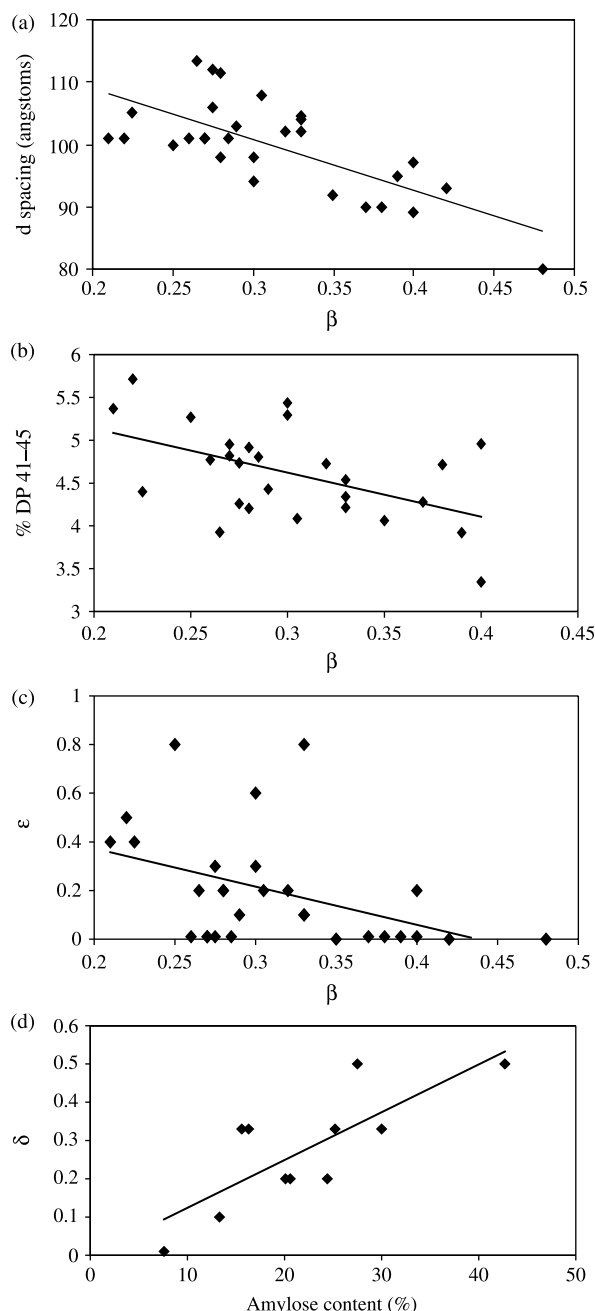 (a)
120
110
100
90
80
d spacing (angstoms)
0.2 0.25 0.3 0.35 0.4 0.45 0.5
β
(b)
6
5.5
5
4.5
4
3.5
3
% DP 41–45
0.2 0.25 0.3 0.35 0.4 0.45
β
(c)
1
0.8
0.6
0.4
0.2
0
ε
0.2 0.25 0.3 0.35 0.4 0.45 0.5
β
(d)
0.6
0.5
0.4
0.3
0.2
0.1
0
δ
0 10 20 30 40 50
Amylose content (%)